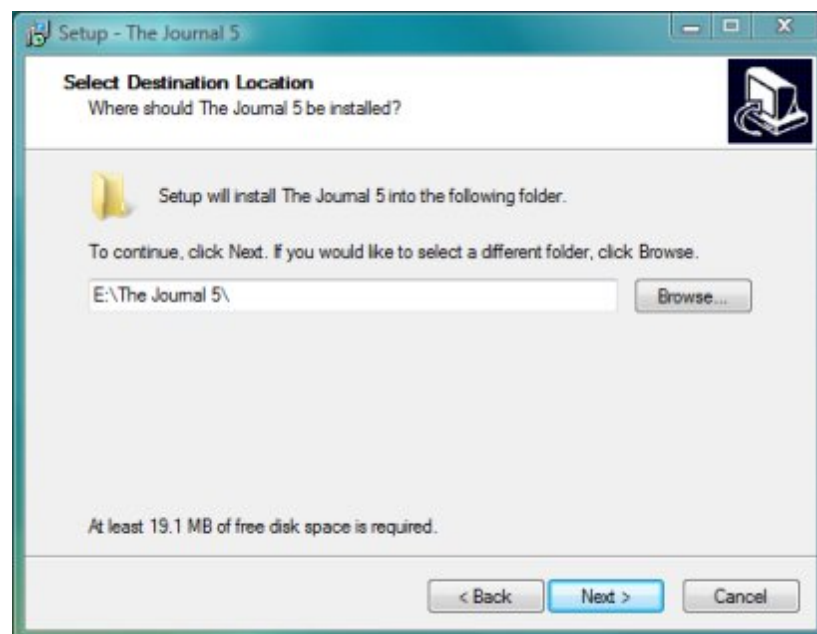 Setup - The Journal 5
Select Destination Location
Where should The Journal 5 be installed?
Setup will install The Journal 5 into the following folder.
To continue, click Next. If you would like to select a different folder, click Browse.
E:\The Journal 5\
Browse...
At least 19.1 MB of free disk space is required.
< Back
Next >
Cancel